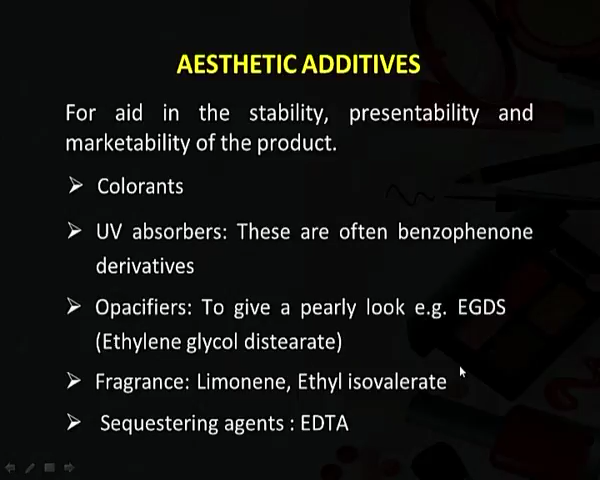 AESTHETIC ADDITIVES
For aid in the stability, presentability and
marketability of the product.
➤ Colorants
➤ UV absorbers: These are often benzophenone
derivatives
➤ Opacifiers: To give a pearly look e.g. EGDS
(Ethylene glycol distearate)
➤ Fragrance: Limonene, Ethyl isovalerate
➤ Sequestering agents : EDTA